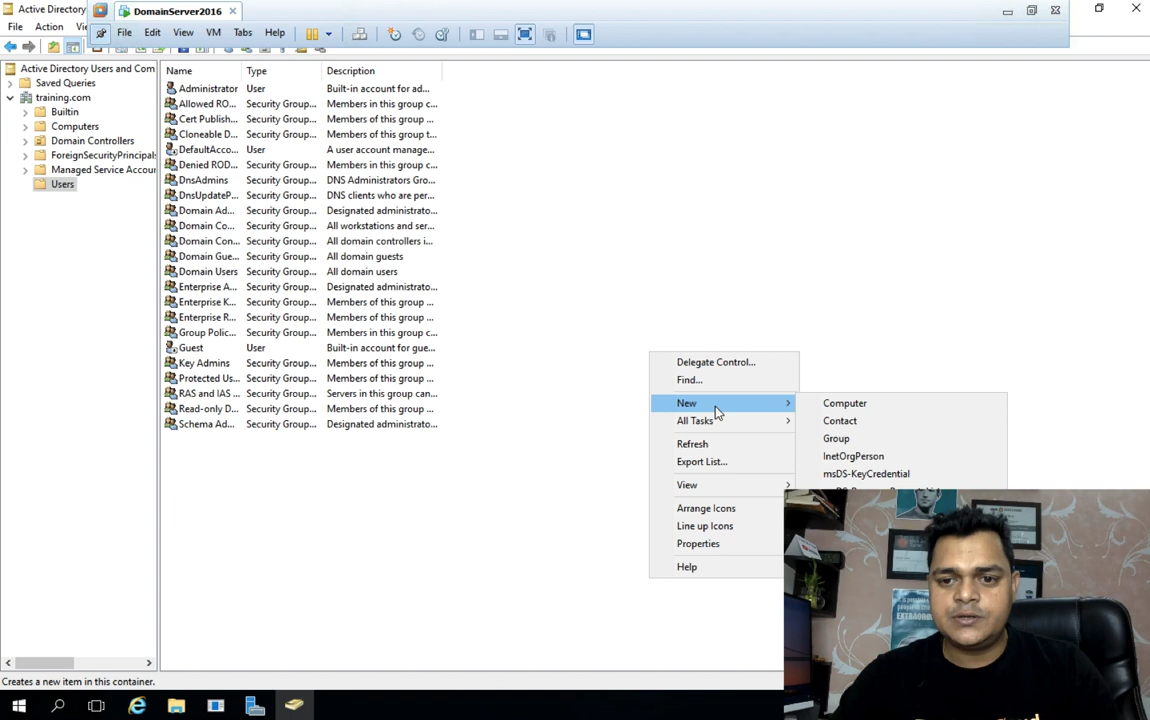 Active Directory
DomainServer2016
File Action Vi
File Edit View VM Tabs Help
Active Directory Users and Com
Saved Queries
training.com
Builtin
Computers
Domain Controllers
ForeignSecurityPrincipals
Managed Service Accour
Users
Name Type Description
Administrator User Built-in account for ad...
Allowed RO... Security Group... Members in this group c...
Cert Publish... Security Group... Members of this group ...
Cloneable D... Security Group... Members of this group t...
DefaultAcco... User A user account manage...
Denied ROD... Security Group... Members in this group c...
DnsAdmins Security Group... DNS Administrators Gro...
DnsUpdateP... Security Group... DNS clients who are per...
Domain Ad... Security Group... Designated administrato...
Domain Co... Security Group... All workstations and ser...
Domain Con... Security Group... All domain controllers i...
Domain Gue... Security Group... All domain guests
Domain Users Security Group... All domain users
Enterprise A... Security Group... Designated administrato...
Enterprise K... Security Group... Members of this group ...
Enterprise R... Security Group... Members of this group ...
Group Polic... Security Group... Members in this group c...
Guest User Built-in account for gue...
Key Admins Security Group... Members of this group ...
Protected Us... Security Group... Members of this group ...
RAS and IAS ... Security Group... Servers in this group can...
Read-only D... Security Group... Members of this group ...
Schema Ad... Security Group... Designated administrato...
Delegate Control...
Find...
New
All Tasks
Refresh
Export List...
View
Arrange Icons
Line up Icons
Properties
Help
Computer
Contact
Group
InetOrgPerson
msDS-KeyCredential
EXTRAORD
Creates a new item in this container.